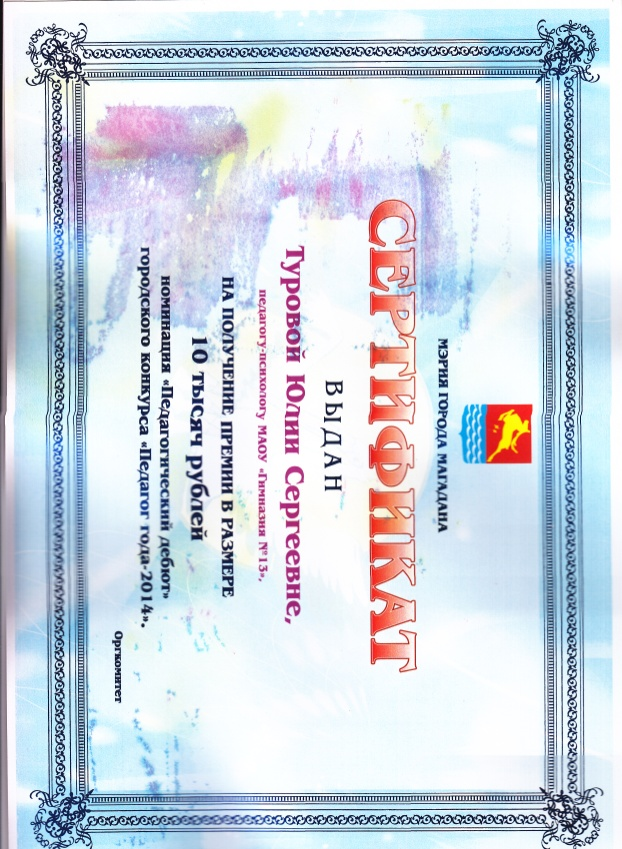 МЭРИЯ ГОРОДА МАГАДАНА
СЕРТИФИКАТ
ВЫДАН
Туровой Юлии Сергеевне,
педагогу-психологу МАОУ «Гимназия №13»,
НА ПОЛУЧЕНИЕ ПРЕМИИ В РАЗМЕРЕ
10 тысяч рублей
номинация «Педагогический дебют»
городского конкурса «Педагог года-2014».
Оргкомитет